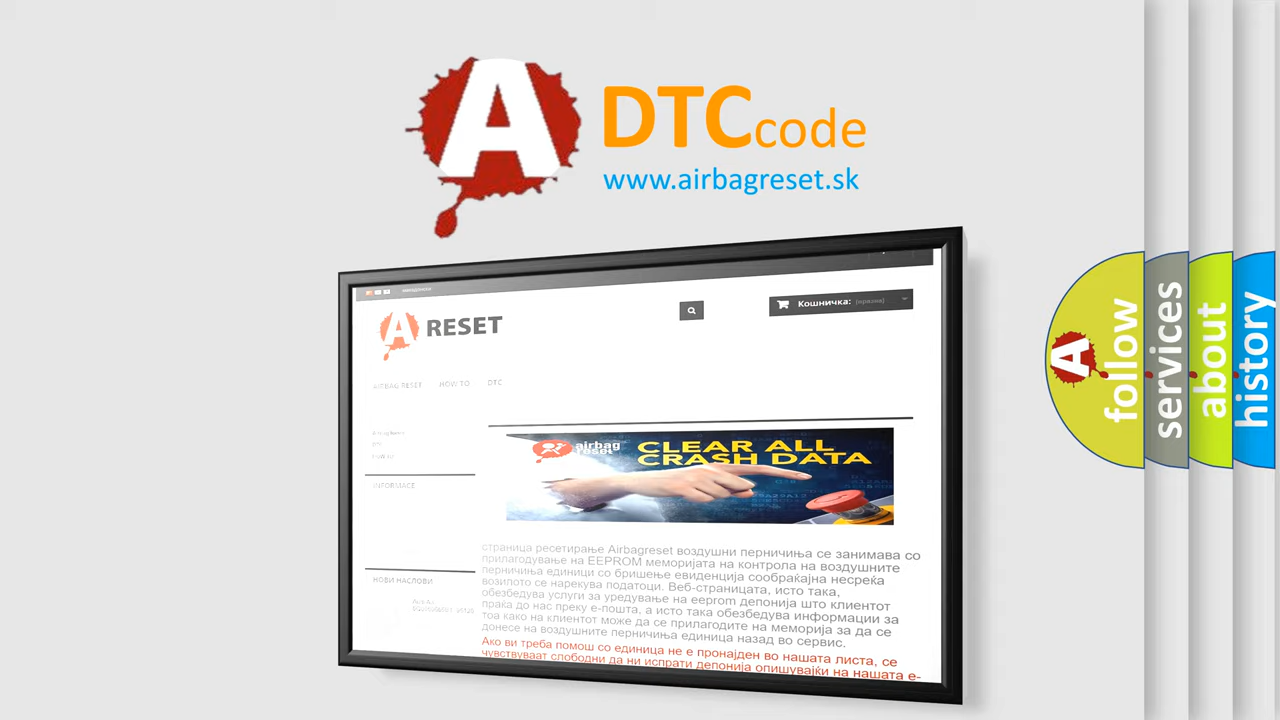 A
DTCcode
www.airbagreset.sk
A RESET
Кошничка: (празна)
AIRBAG RESET HOW TO DTC
airbag
reset
CLEAR ALL
CRASH DATA
INFORMACE
НОВИ НАСЛОВИ
страница ресетирање Airbagreset воздушни перничиња се занимава со
прилагодување на EEPROM меморијата на контрола на воздушните
перничиња единици со бришење евиденција сообраќајна несреќа
возилото се нарекува податоци. Веб-страницата, исто така,
обезбедува услуги за уредување на eeprom депонија што клиентот
праќа до нас преку е-пошта, а исто така обезбедува информации за
тоа како на клиентот може да се прилагодите на меморија за да се
донесе на воздушните перничиња единица назад во сервис.
Ако ви треба помош со единица не е пронајден во нашата листа, се
чувствуваат слободни да ни испрати депонија опишувајќи на нашата е-
A
follow
services
about
history